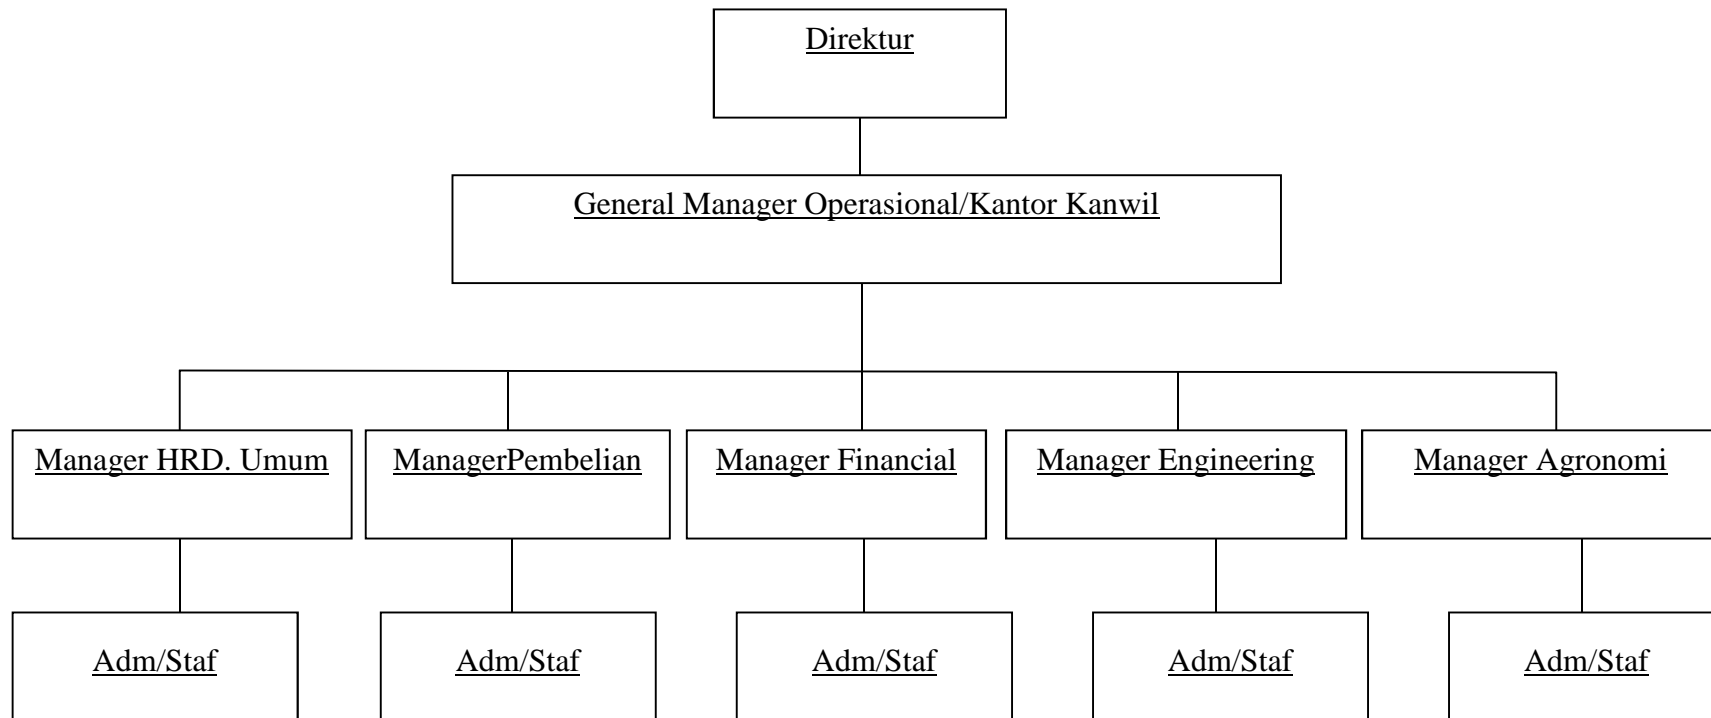 Direktur
General Manager Operasional/Kantor Kanwil
Manager HRD. Umum
ManagerPembelian
Manager Financial
Manager Engineering
Manager Agronomi
Adm/Staf
Adm/Staf
Adm/Staf
Adm/Staf
Adm/Staf